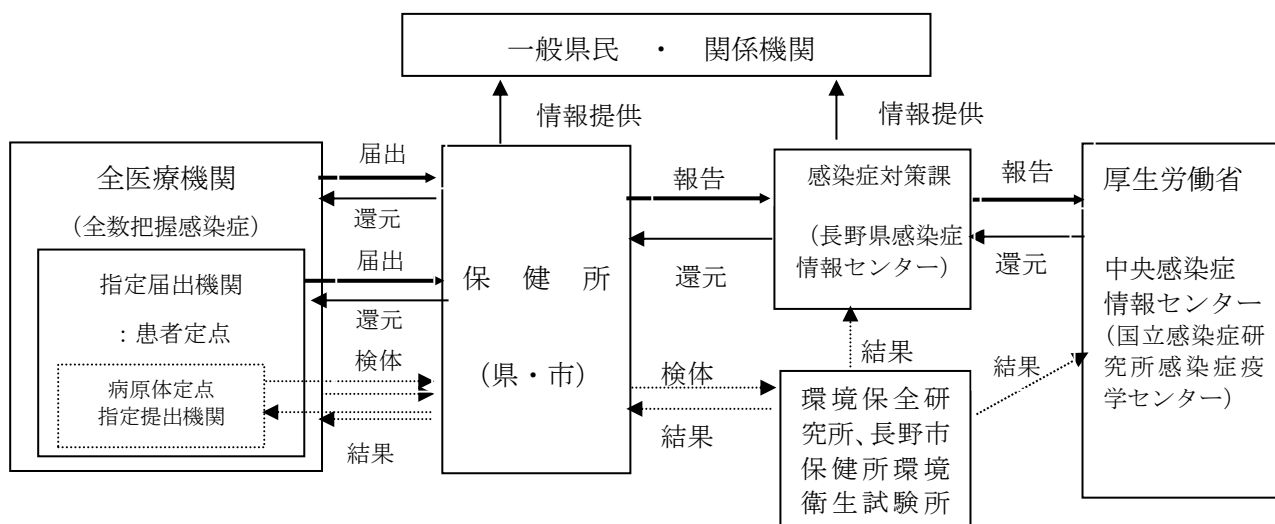 一般県民 ・ 関係機関
情報提供
情報提供
全医療機関
(全数把握感染症)
届出
還元
指定届出機関
:患者定点
届出
還元
病原体定点
指定提出機関
検体
結果
保健所
(県・市)
報告
還元
検体
結果
感染症対策課
(長野県感染症
情報センター)
結果
環境保全研
究所、長野市
保健所環境
衛生試験所
報告
還元
結果
厚生労働省
中央感染症
情報センター
(国立感染症研
究所感染症疫
学センター)